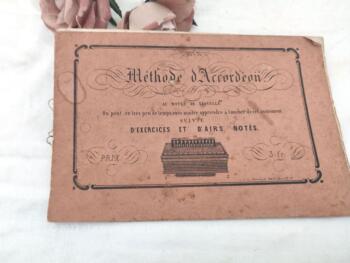 Méthode d'Accordéon
AU MOYEN DE LAQUELLE
On peut en très peu de temps sans maître apprendre à toucher de cet instrument
SUIVIE
D'EXERCICES ET D'AIRS NOTÉS.
PRIX
3 fr.